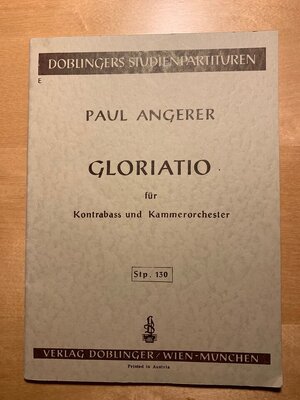 DOBLINGERS STUDIENPARTITUREN
E
PAUL ANGERER
GLORIATIO
für
Kontrabass und Kammerorchester
Stp. 130
VERLAG DOBLINGER/WIEN-MÜNCHEN
Printed in Austria